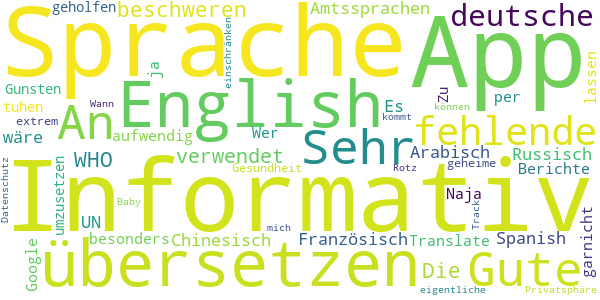 geholfen beschweren Amtssprachen deutsche
Sprache App
einschränken
ja
Gunsten English Zu per lassen
tuhen Wann An Es
extrem kommt können
wäre aufwendig Wer Sehr fehlende
WHO verwendet Arabisch Russisch
Datenschutz umzusetzen Gesundheit Rotz geheime Berichte
Informativ
Baby Naja
UN mich Track garnicht
besonders Chinesisch Französisch Translate Spanish
Google übersetzen Die Gute
eigentliche Privatsphäre